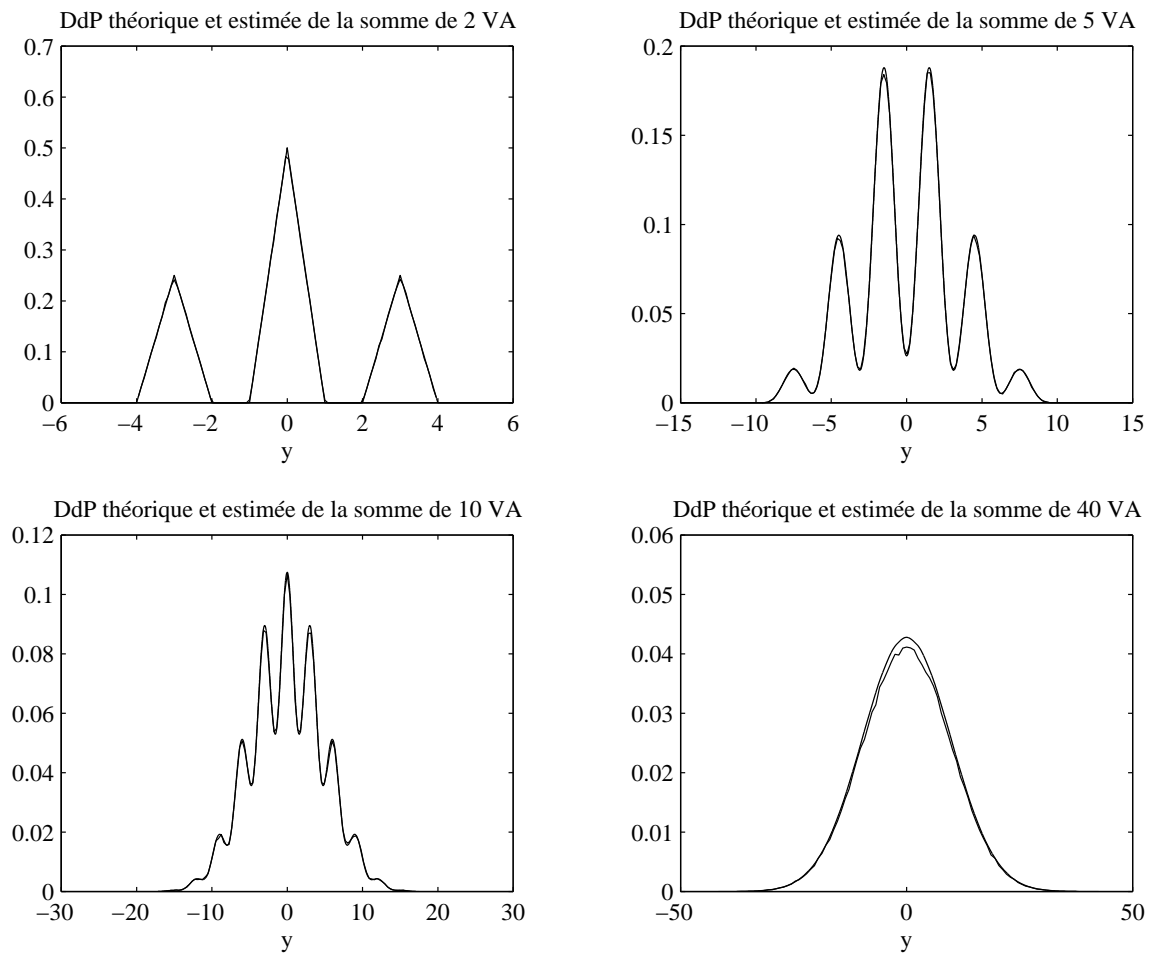 DdP théorique et estimée de la somme de 2 VA
0.7
0.6
0.5
0.4
0.3
0.2
0.1
0
−6 −4 −2 0 2 4 6
y
DdP théorique et estimée de la somme de 5 VA
0.2
0.15
0.1
0.05
0
−15 −10 −5 0 5 10 15
y
DdP théorique et estimée de la somme de 10 VA
0.12
0.1
0.08
0.06
0.04
0.02
0
−30 −20 −10 0 10 20 30
y
DdP théorique et estimée de la somme de 40 VA
0.06
0.05
0.04
0.03
0.02
0.01
0
−50 0 50
y